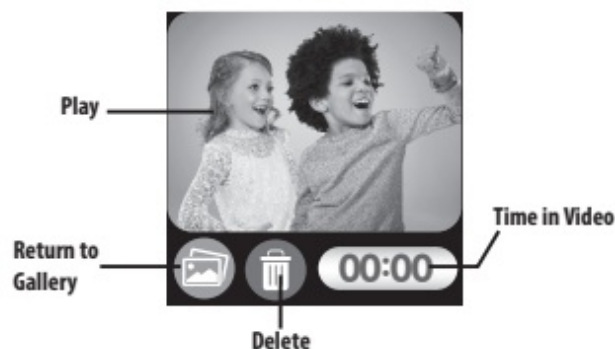 Play
Time in Video
Return to
Gallery
00:00
Delete